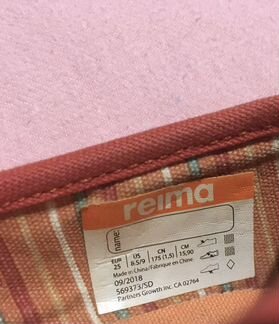 reima
name:
EUR US CN CM
25 8.5/9 175 (1,5) 15,90
Made in China/Fabriqué en Chine
09/2018
569373/SD
Partners Growth Inc. CA 02764